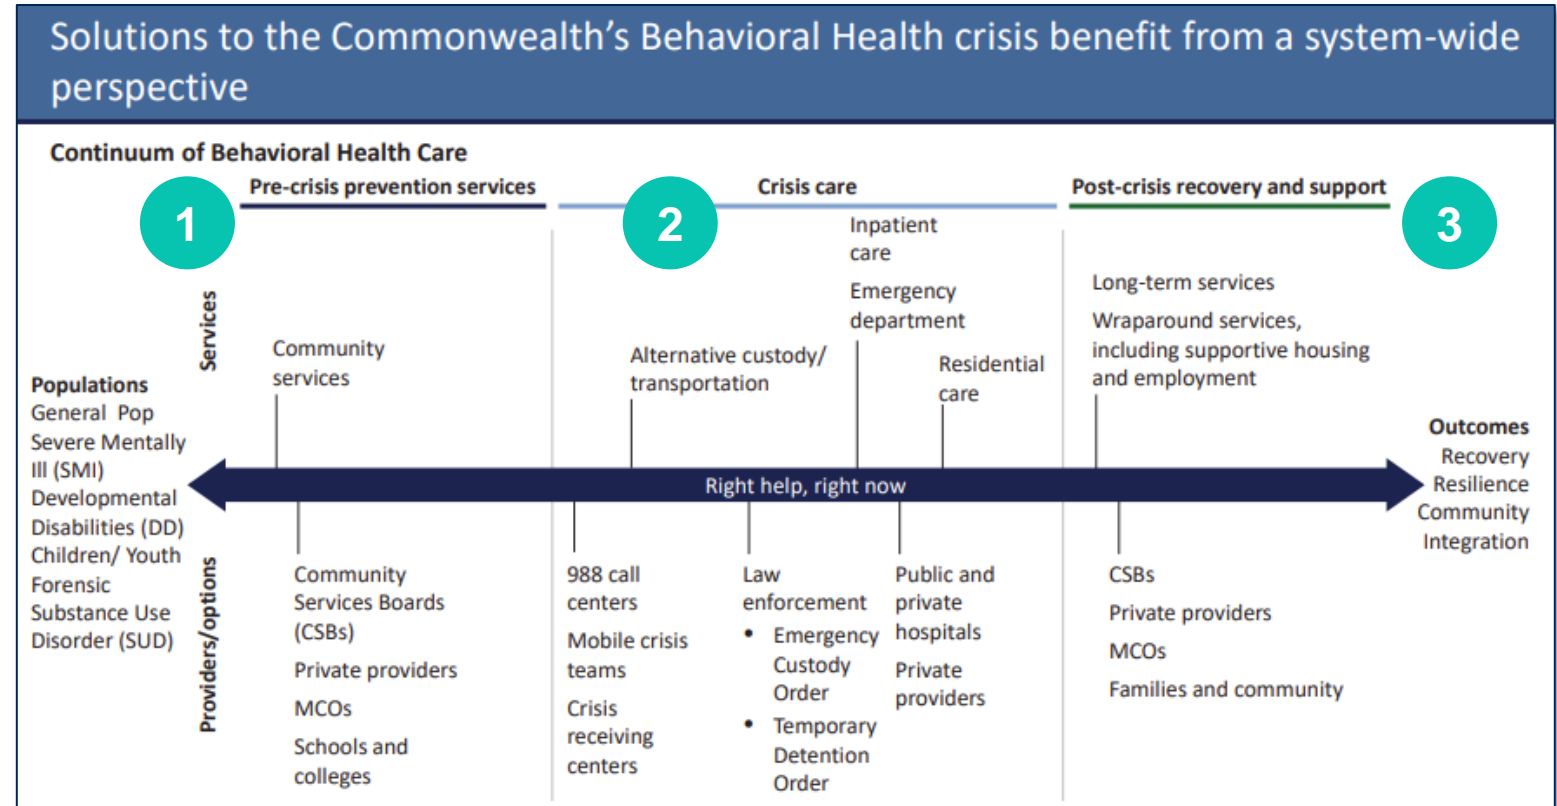 Solutions to the Commonwealth's Behavioral Health crisis benefit from a system-wide
perspective
Continuum of Behavioral Health Care
1
Pre-crisis prevention services
2
Crisis care
Post-crisis recovery and support
3
Services
Community
services
Alternative custody/
transportation
Inpatient
care
Emergency
department
Residential
care
Long-term services
Wraparound services,
including supportive housing
and employment
Populations
General Pop
Severe Mentally
Ill (SMI)
Developmental
Disabilities (DD)
Children/ Youth
Forensic
Substance Use
Disorder (SUD)
Right help, right now
Outcomes
Recovery
Resilience
Community
Integration
Providers/options
Community
Services Boards
(CSBs)
Private providers
MCOs
Schools and
colleges
988 call
centers
Mobile crisis
teams
Crisis
receiving
centers
Law
enforcement
• Emergency
Custody
Order
• Temporary
Detention
Order
Public and
private
hospitals
Private
providers
CSBs
Private providers
MCOs
Families and community